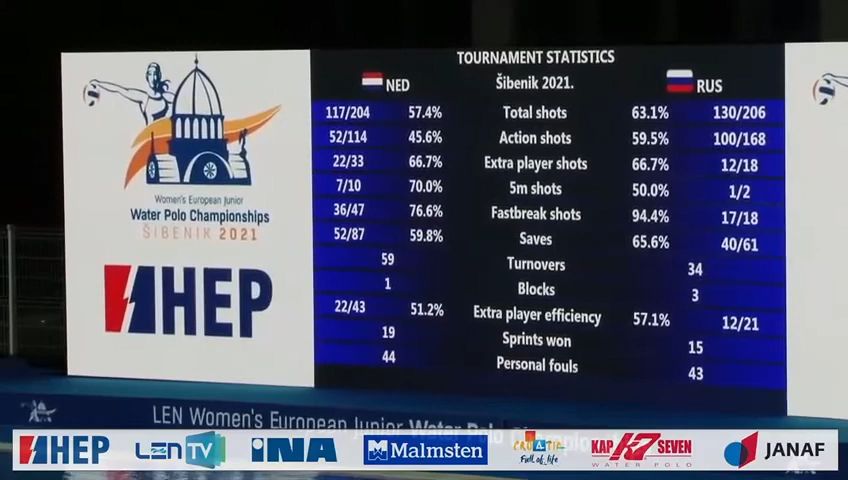 TOURNAMENT STATISTICS
NED Šibenik 2021. RUS
117/204 57.4% Total shots 63.1% 130/206
52/114 45.6% Action shots 59.5% 100/168
22/33 66.7% Extra player shots 66.7% 12/18
7/10 70.0% 5m shots 50.0% 1/2
36/47 76.6% Fastbreak shots 94.4% 17/18
52/87 59.8% Saves 65.6% 40/61
59 Turnovers 34
1 Blocks 3
22/43 51.2% Extra player efficiency 57.1% 12/21
19 Sprints won 15
44 Personal fouls 43
Women's European Junior
Water Polo Championships
ŠIBENIK 2021
HEP
LEN Women's European Junior Water Polo
HEP LEN TV INA Malmsten CROATIA Full of life KAP K7 SEVEN WATER POLO JANAF